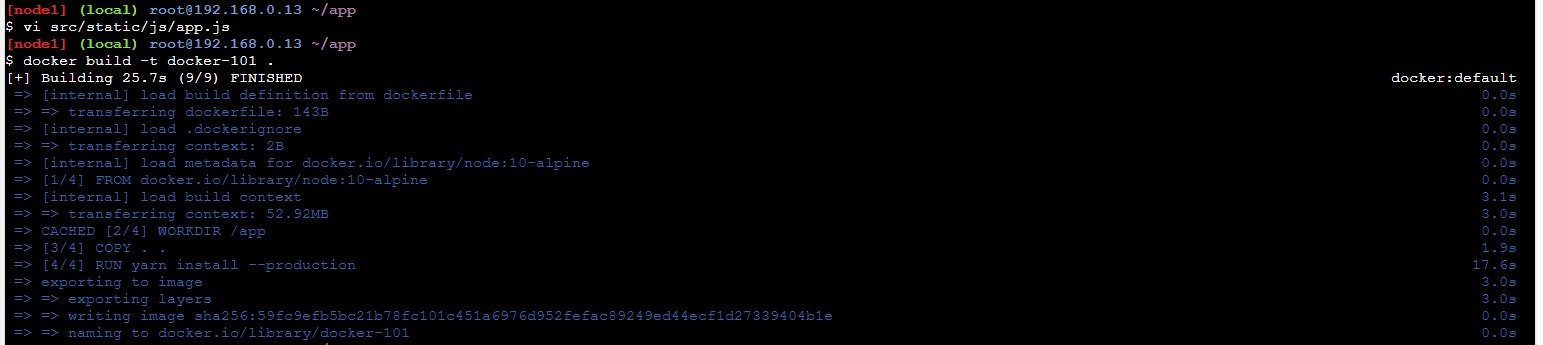 [node1] (local) root@192.168.0.13 ~/app
$ vi src/static/js/app.js
[node1] (local) root@192.168.0.13 ~/app
$ docker build -t docker-101 .
[+] Building 25.7s (9/9) FINISHED docker:default
=> [internal] load build definition from dockerfile 0.0s
=> => transferring dockerfile: 143B 0.0s
=> [internal] load .dockerignore 0.0s
=> => transferring context: 2B 0.0s
=> [internal] load metadata for docker.io/library/node:10-alpine 0.0s
=> [1/4] FROM docker.io/library/node:10-alpine 0.0s
=> [internal] load build context 3.1s
=> => transferring context: 52.92MB 3.0s
=> CACHED [2/4] WORKDIR /app 0.0s
=> [3/4] COPY . . 1.9s
=> [4/4] RUN yarn install --production 17.6s
=> exporting to image 3.0s
=> => exporting layers 3.0s
=> => writing image sha256:59fc9efb5bc21b78fc101c451a6976d952fefac89249ed44ecf1d27339404b1e 0.0s
=> => naming to docker.io/library/docker-101 0.0s